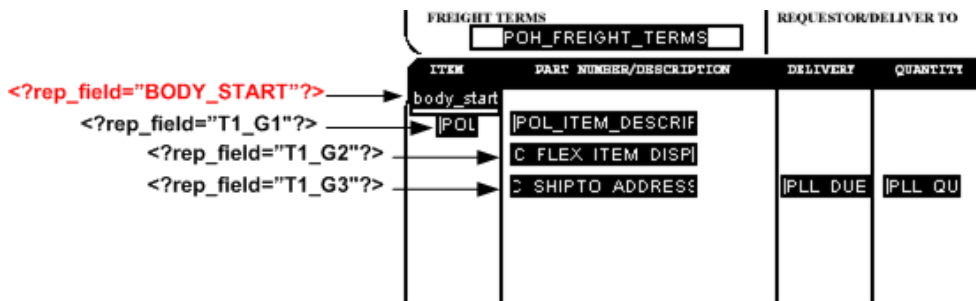 FREIGHT TERMS REQUESTOR/DELIVER TO
POH_FREIGHT_TERMS
ITEM PART NUMBER/DESCRIPTION DELIVERY QUANTITY
<?rep_field="BODY_START"?> body_start
<?rep_field="T1_G1"?> POL POL_ITEM_DESCRIF
<?rep_field="T1_G2"?> C FLEX ITEM DISP
<?rep_field="T1_G3"?> C SHIPTO ADDRESS PLL DUE PLL QU